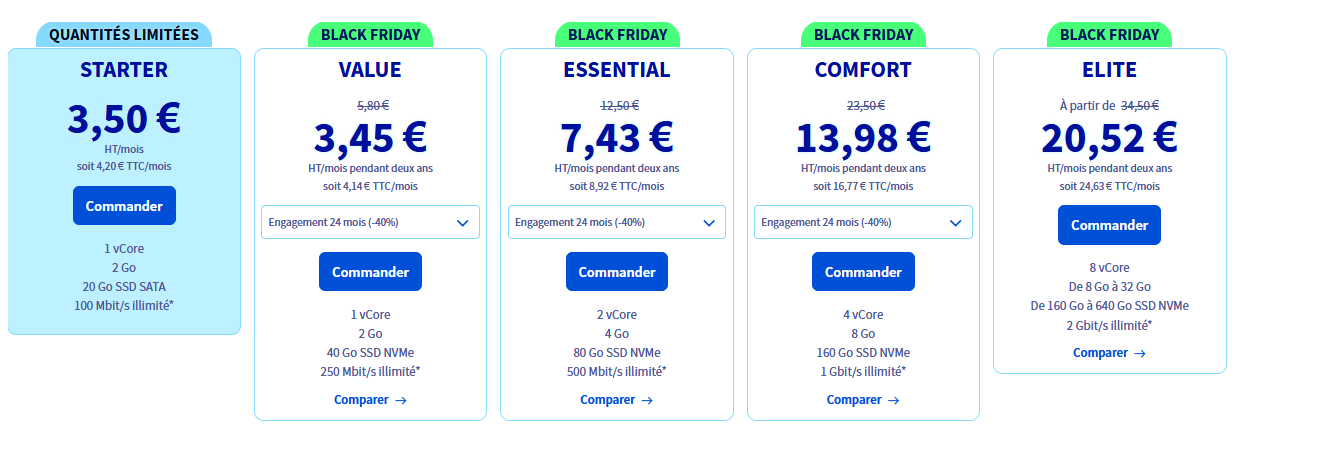 QUANTITÉS LIMITÉES
STARTER
3,50 €
HT/mois
soit 4,20 € TTC/mois
Commander
1 vCore
2 Go
20 Go SSD SATA
100 Mbit/s illimité*
BLACK FRIDAY
VALUE
5,80 €
3,45 €
HT/mois pendant deux ans
soit 4,14 € TTC/mois
Engagement 24 mois (-40%)
Commander
1 vCore
2 Go
40 Go SSD NVMe
250 Mbit/s illimité*
Comparer →
BLACK FRIDAY
ESSENTIAL
12,50 €
7,43 €
HT/mois pendant deux ans
soit 8,92 € TTC/mois
Engagement 24 mois (-40%)
Commander
2 vCore
4 Go
80 Go SSD NVMe
500 Mbit/s illimité*
Comparer →
BLACK FRIDAY
COMFORT
23,50 €
13,98 €
HT/mois pendant deux ans
soit 16,77 € TTC/mois
Engagement 24 mois (-40%)
Commander
4 vCore
8 Go
160 Go SSD NVMe
1 Gbit/s illimité*
Comparer →
BLACK FRIDAY
ELITE
À partir de 34,50 €
20,52 €
HT/mois pendant deux ans
soit 24,63 € TTC/mois
Commander
8 vCore
De 8 Go à 32 Go
De 160 Go à 640 Go SSD NVMe
2 Gbit/s illimité*
Comparer →